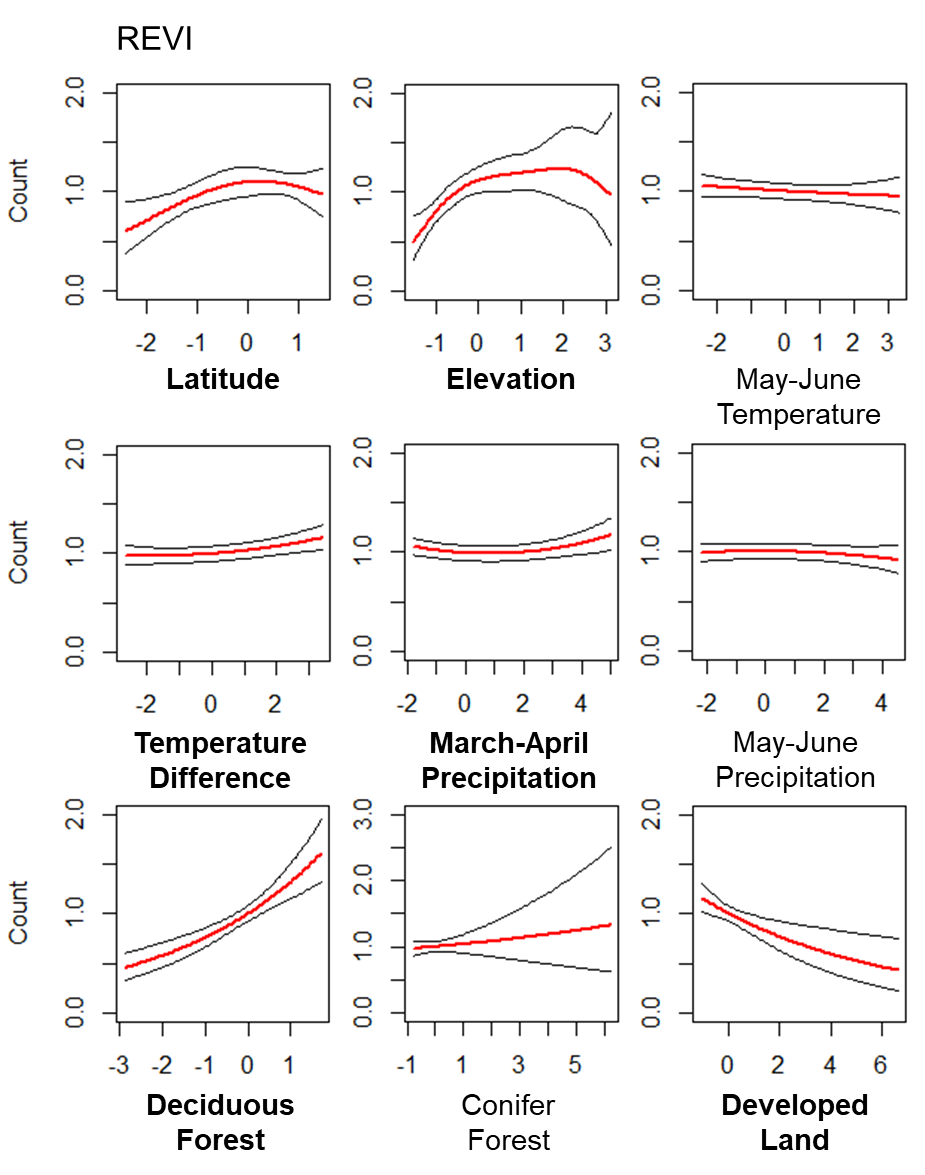 REVI
Count
2.0
1.0
0.0
-2 -1 0 1
Latitude
2.0
1.0
0.0
-1 0 1 2 3
Elevation
2.0
1.0
0.0
-2 0 1 2 3
May-June
Temperature
Count
2.0
1.0
0.0
-2 0 2
Temperature
Difference
2.0
1.0
0.0
-2 0 2 4
March-April
Precipitation
2.0
1.0
0.0
-2 0 2 4
May-June
Precipitation
Count
2.0
1.0
0.0
-3 -2 -1 0 1
Deciduous
Forest
3.0
2.0
1.0
0.0
-1 1 3 5
Conifer
Forest
2.0
1.0
0.0
0 2 4 6
Developed
Land